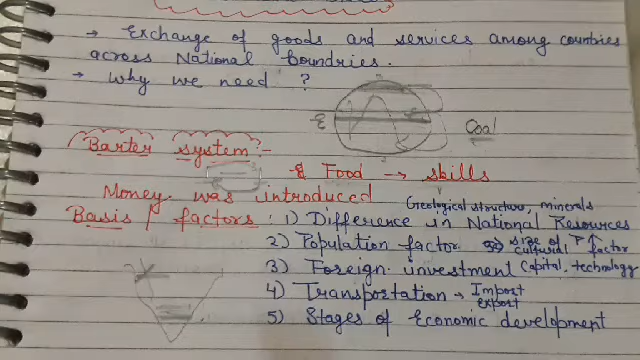 → Exchange of goods and services among countries
across National boundries.
→ Why we need ?
Coal
Barter system :-
Food → skills
Money was introduced
Geological structure, minerals
Basis / factors : 1) Difference in National Resources
2) Population factor size of P ↑
cultural factor
3) Foreign investment Capital, technology
4) Transportation → Import
export
5) Stages of Economic development